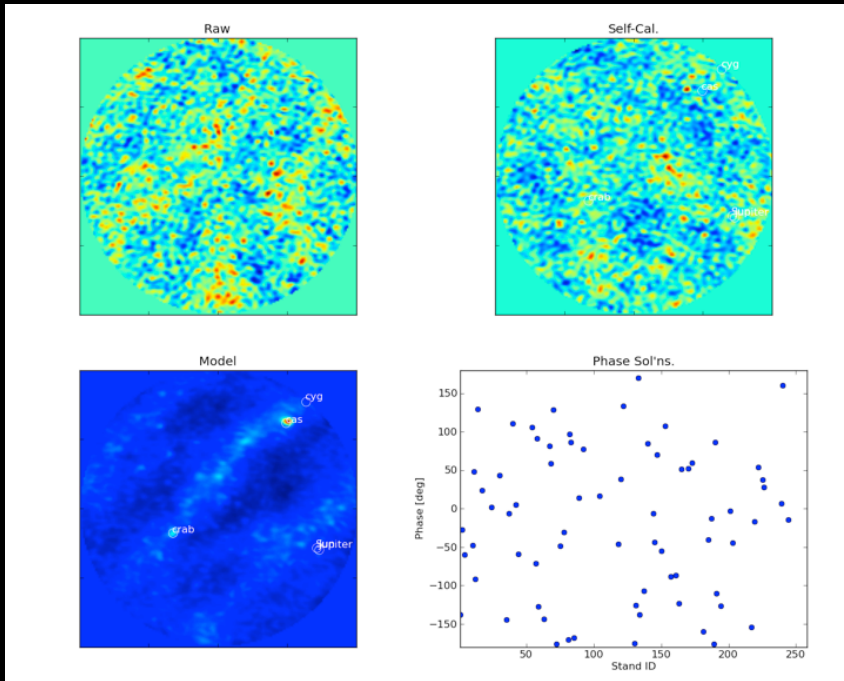 Raw
Self-Cal.
cyg
cas
crab
Jupiter
Model
cyg
cas
crab
Jupiter
Phase Sol'ns.
150
100
50
0
−50
−100
−150
Phase [deg]
50
100
150
200
250
Stand ID